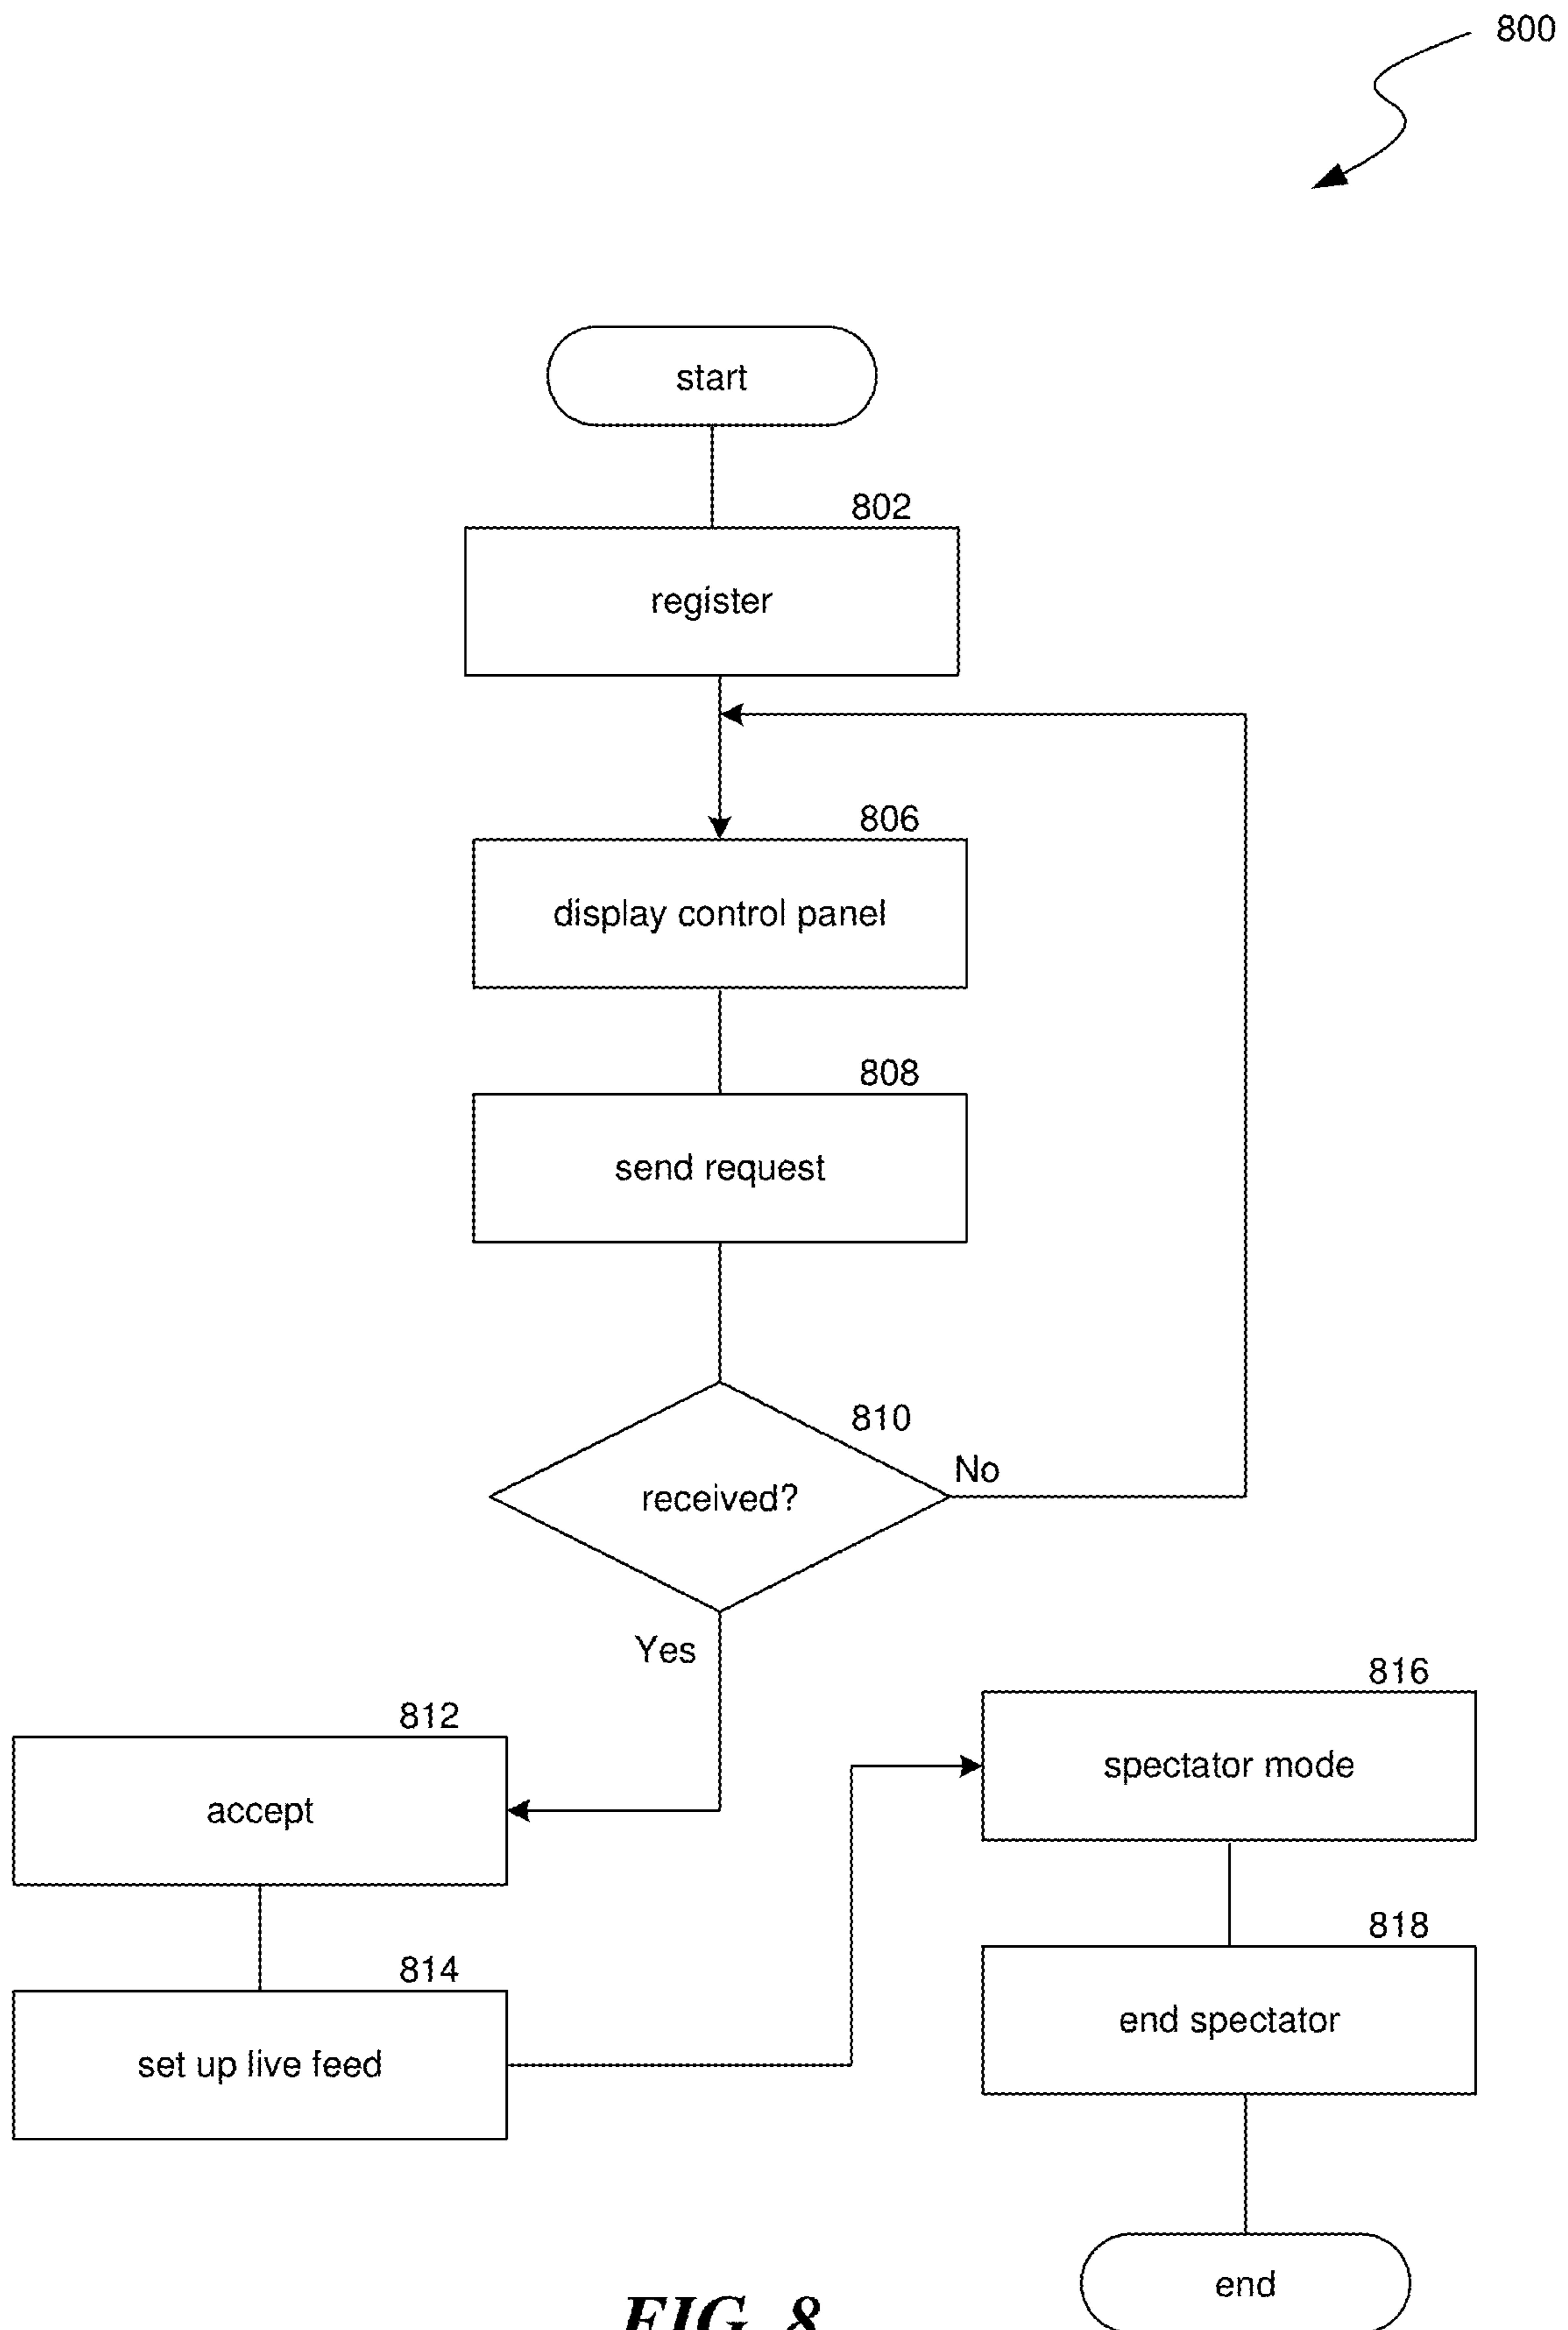 800
start
802
register
806
display control panel
808
send request
810
received?
No
Yes
812
accept
814
set up live feed
816
spectator mode
818
end spectator
end
FIG. 8